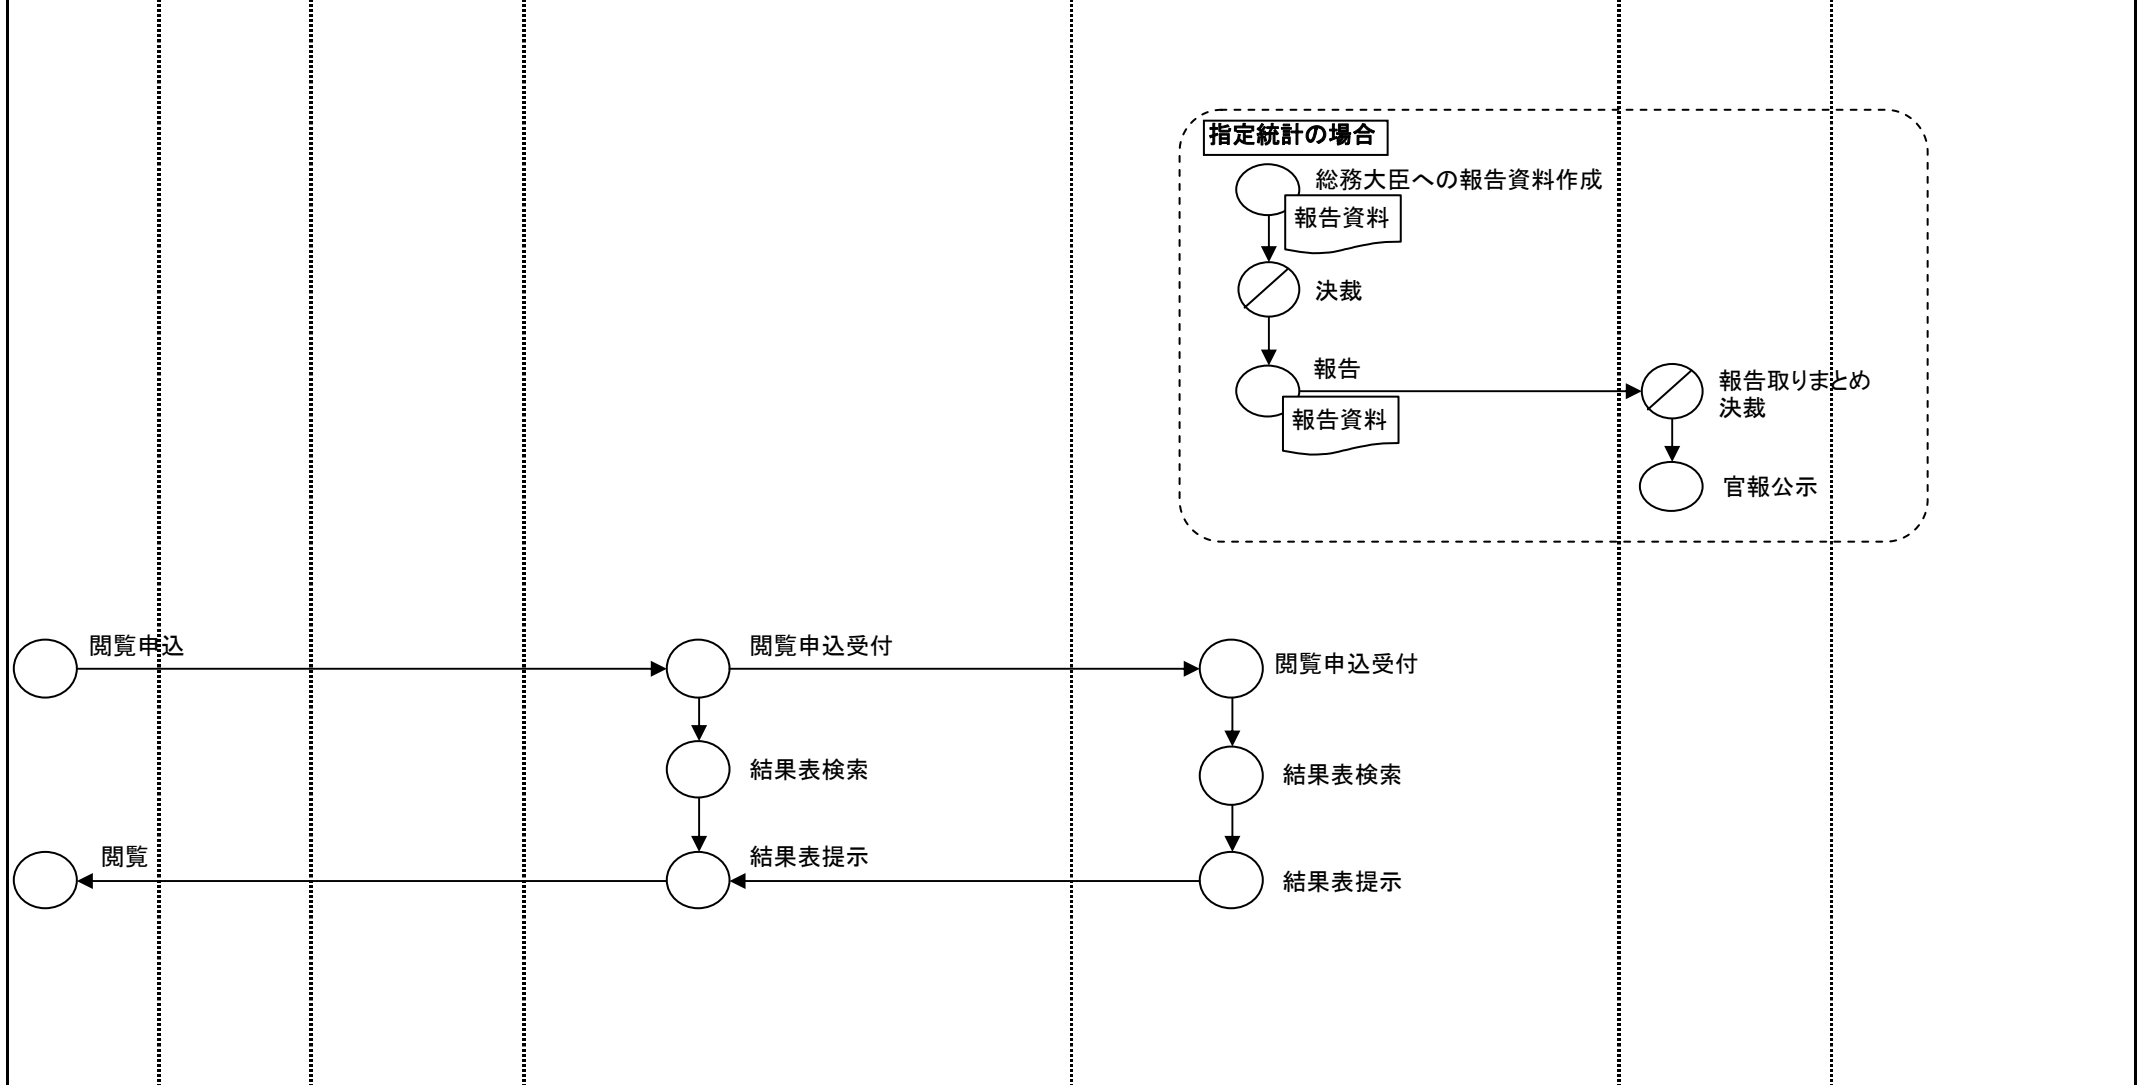 指定統計の場合
総務大臣への報告資料作成
報告資料
決裁
報告
報告資料
報告取りまとめ
決裁
官報公示
閲覧申込
閲覧申込受付
閲覧申込受付
結果表検索
結果表検索
閲覧
結果表提示
結果表提示